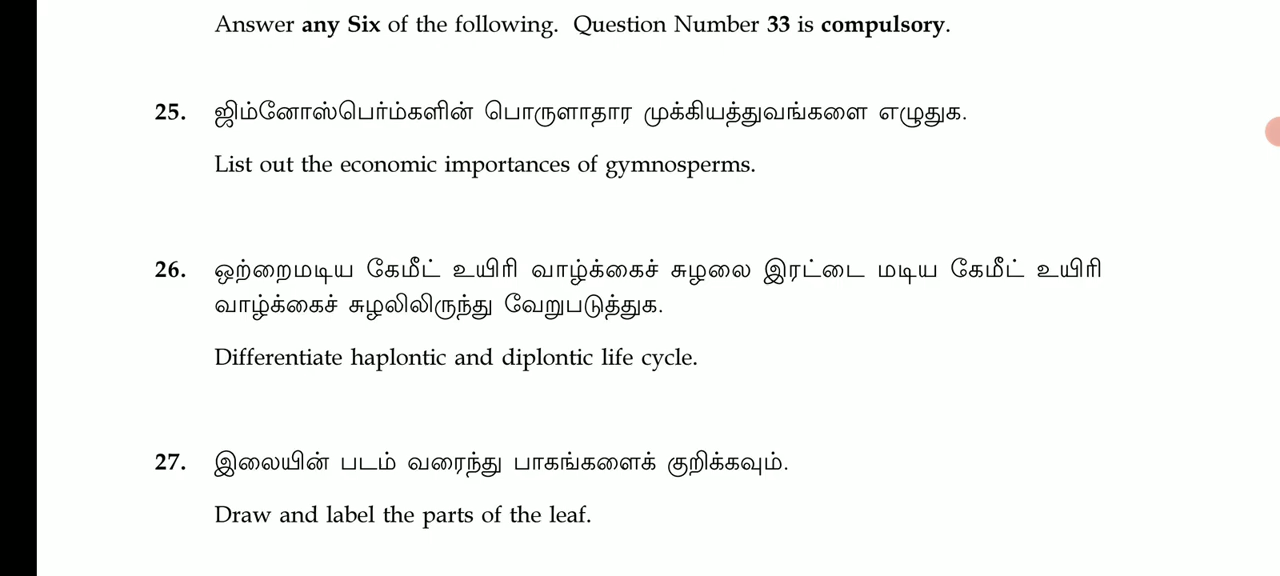 Answer any Six of the following. Question Number 33 is compulsory.
25. ஜிம்னோஸ்பெர்ம்களின் பொருளாதார முக்கியத்துவங்களை எழுதுக.
List out the economic importances of gymnosperms.
26. ஒற்றைமடிய கேமீட் உயிரி வாழ்க்கைச் சுழலை இரட்டை மடிய கேமீட் உயிரி
வாழ்க்கைச் சுழலிலிருந்து வேறுபடுத்துக.
Differentiate haplontic and diplontic life cycle.
27. இலையின் படம் வரைந்து பாகங்களைக் குறிக்கவும்.
Draw and label the parts of the leaf.